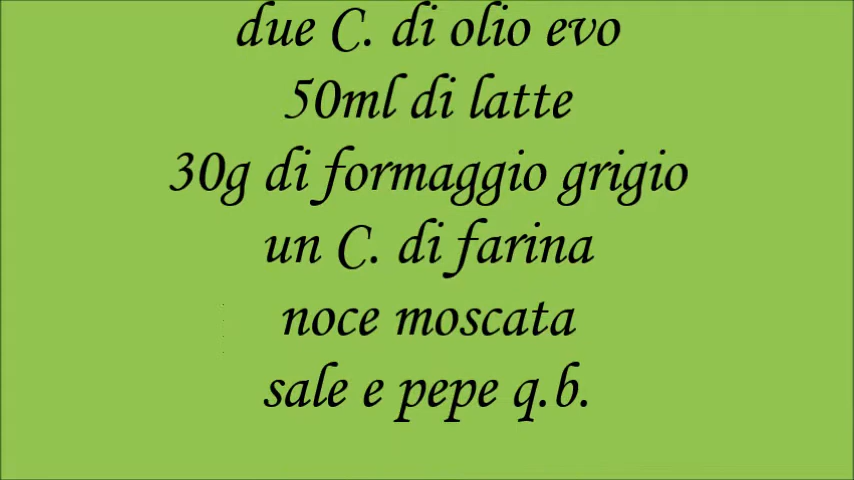 due C. di olio evo
50ml di latte
30g di formaggio grigio
un C. di farina
noce moscata
sale e pepe q.b.